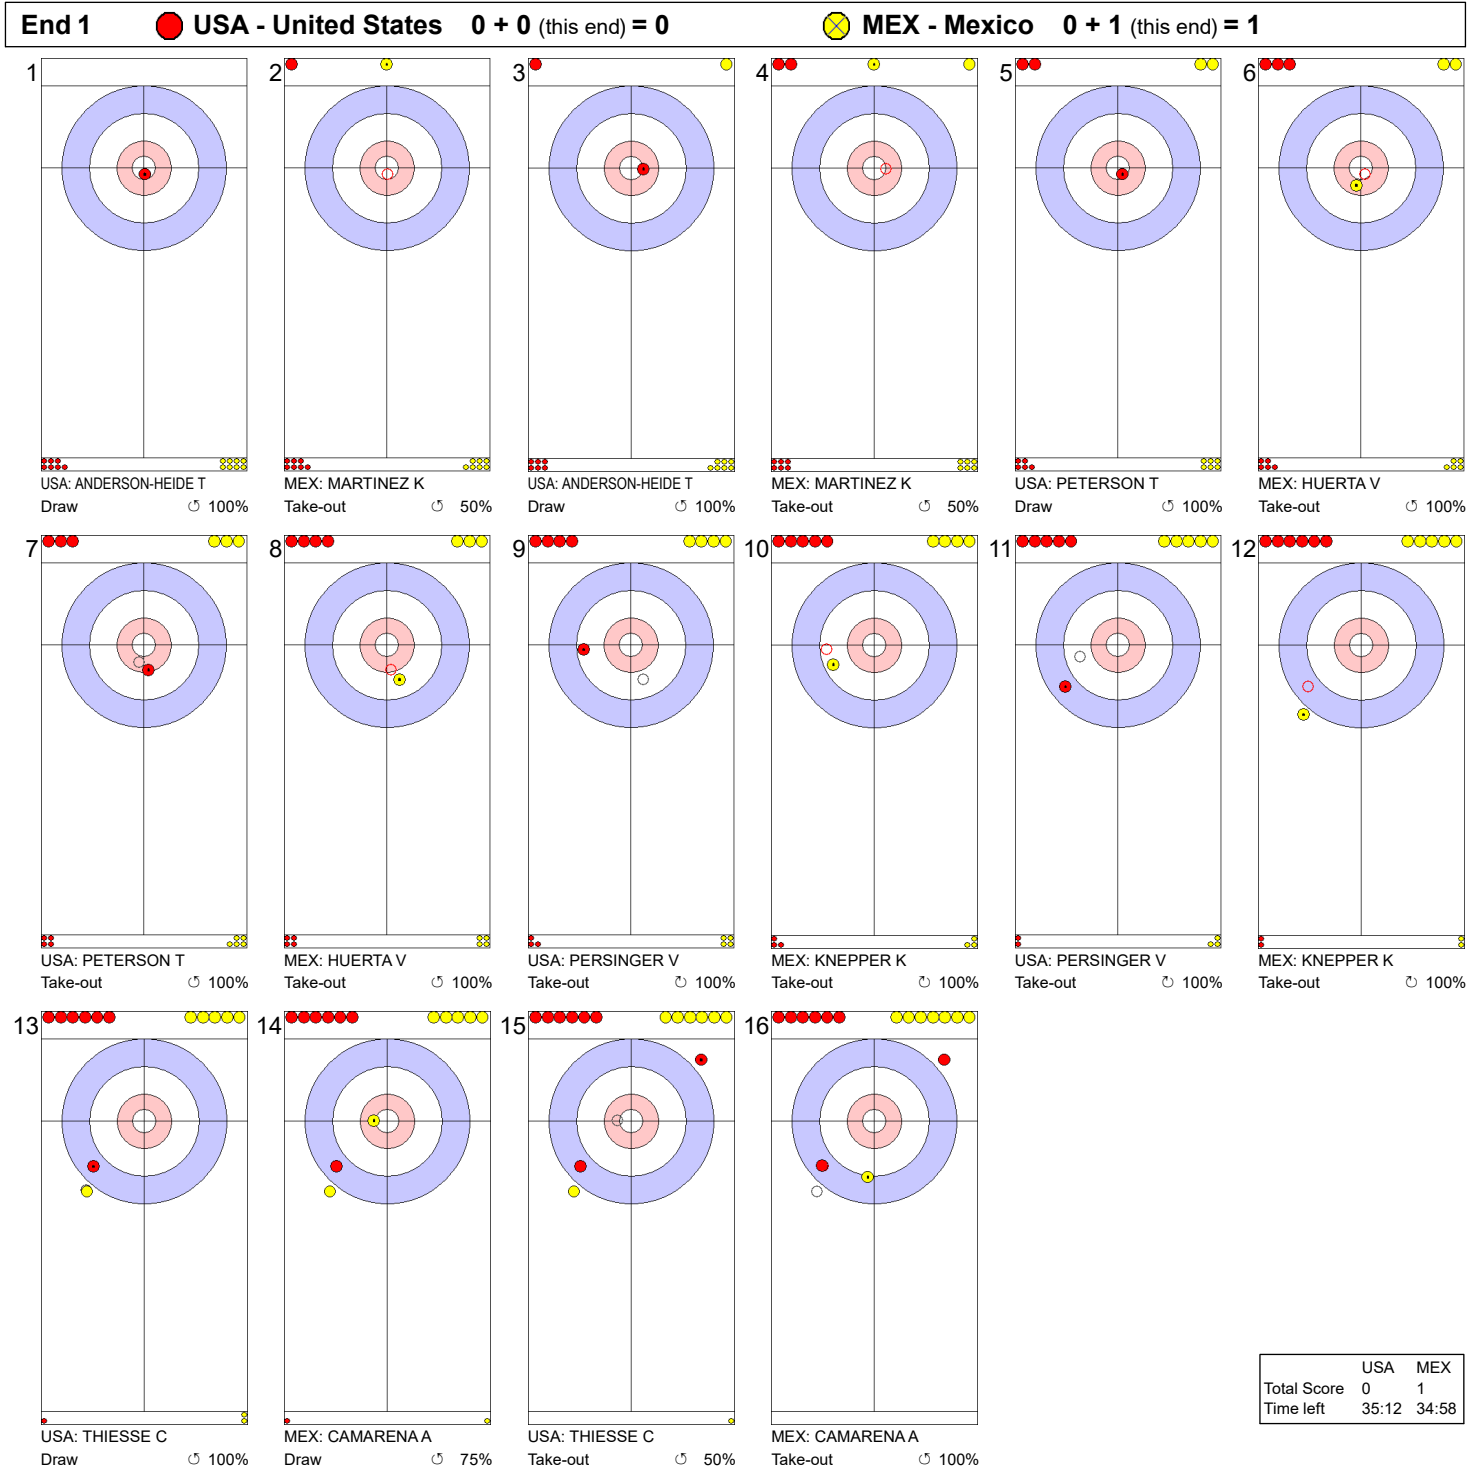 End 1 USA - United States 0 + 0 (this end) = 0 MEX - Mexico 0 + 1 (this end) = 1
1 2 3 4 5 6
USA: ANDERSON-HEIDE T MEX: MARTINEZ K USA: ANDERSON-HEIDE T MEX: MARTINEZ K USA: PETERSON T MEX: HUERTA V
Draw ↺ 100% Take-out ↺ 50% Draw ↺ 100% Take-out ↺ 50% Draw ↺ 100% Take-out ↺ 100%
7 8 9 10 11 12
USA: PETERSON T MEX: HUERTA V USA: PERSINGER V MEX: KNEPPER K USA: PERSINGER V MEX: KNEPPER K
Take-out ↺ 100% Take-out ↺ 100% Take-out ↻ 100% Take-out ↻ 100% Take-out ↻ 100% Take-out ↻ 100%
13 14 15 16
USA: THIESSE C MEX: CAMARENA A USA: THIESSE C MEX: CAMARENA A
Draw ↺ 100% Draw ↺ 75% Take-out ↺ 50% Take-out ↺ 100%
USA MEX
Total Score 0 1
Time left 35:12 34:58